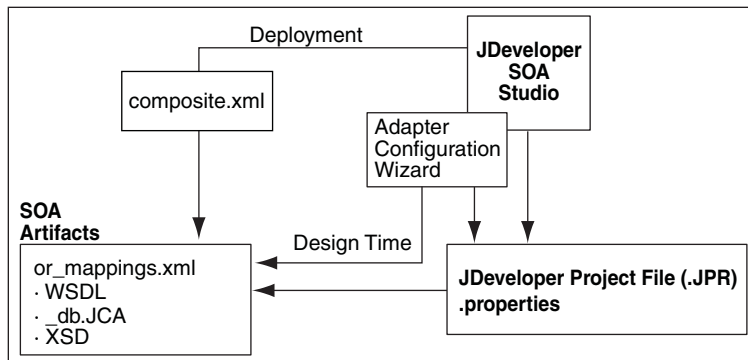 Deployment
JDeveloper
SOA
Studio
composite.xml
Adapter
Configuration
Wizard
SOA
Artifacts
Design Time
or_mappings.xml
· WSDL
· _db.JCA
· XSD
JDeveloper Project File (.JPR)
.properties